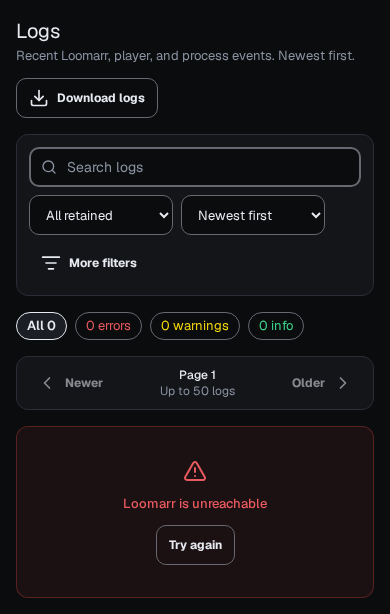 Logs
Recent Loomarr, player, and process events. Newest first.
Download logs
Search logs
All retained
Newest first
More filters
All 0
0 errors
0 warnings
0 info
Newer
Page 1
Older
Up to 50 logs
Loomarr is unreachable
Try again